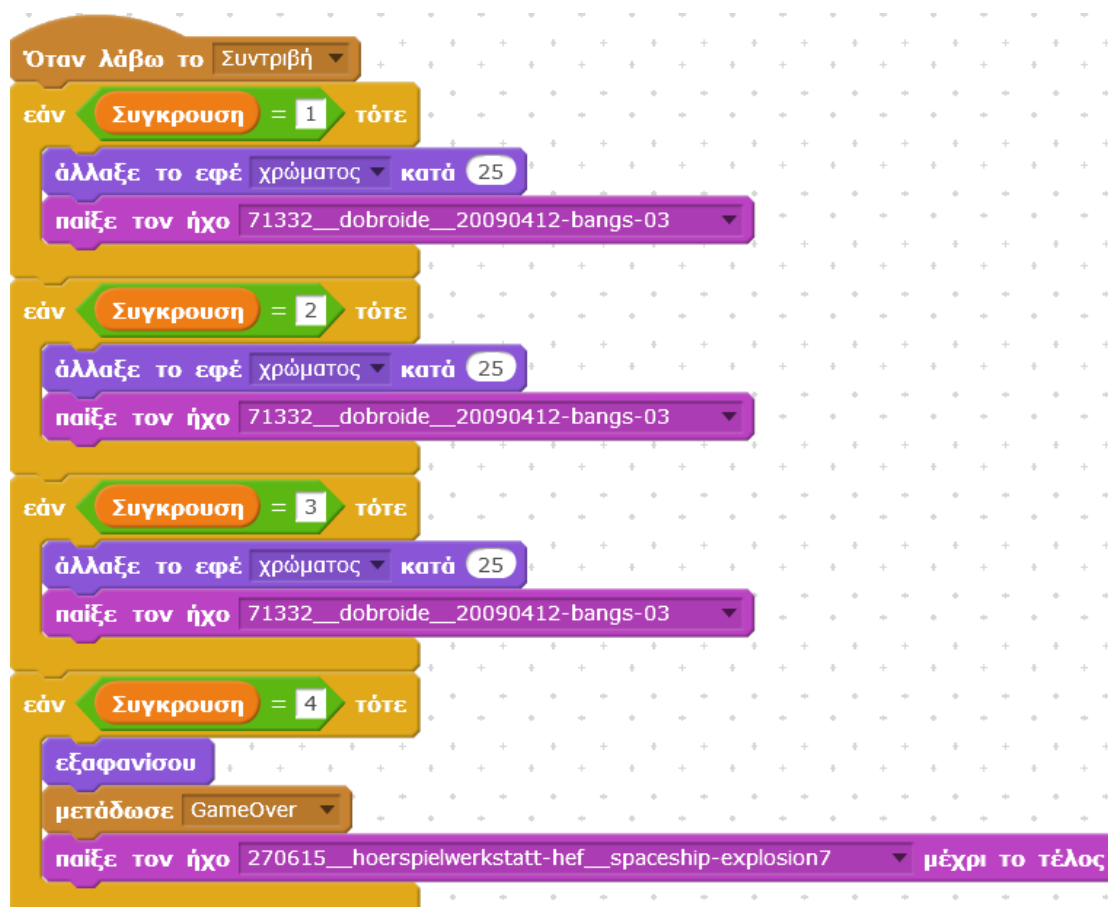 Όταν λάβω το Συντριβή
εάν Συγκρουση = 1 τότε
άλλαξε το εφέ χρώματος κατά 25
παίξε τον ήχο 71332__dobroide__20090412-bangs-03
εάν Συγκρουση = 2 τότε
άλλαξε το εφέ χρώματος κατά 25
παίξε τον ήχο 71332__dobroide__20090412-bangs-03
εάν Συγκρουση = 3 τότε
άλλαξε το εφέ χρώματος κατά 25
παίξε τον ήχο 71332__dobroide__20090412-bangs-03
εάν Συγκρουση = 4 τότε
εξαφανίσου
μετάδωσε GameOver
παίξε τον ήχο 270615__hoerspielwerkstatt-hef__spaceship-explosion7 μέχρι το τέλος